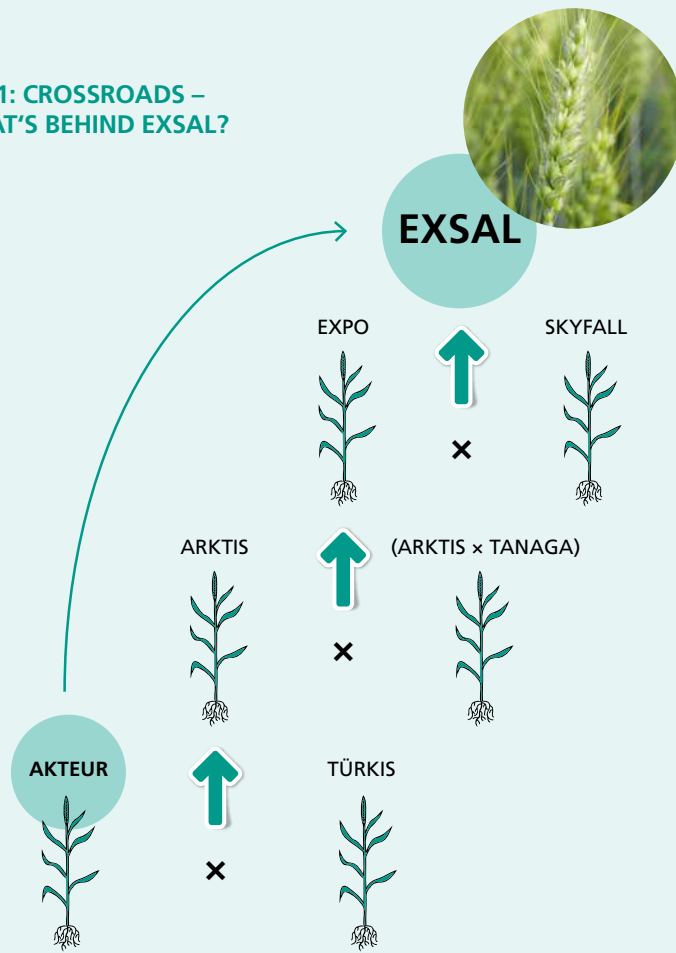 1: CROSSROADS –
AT'S BEHIND EXSAL?
EXSAL
EXPO
SKYFALL
×
ARKTIS
(ARKTIS × TANAGA)
×
AKTEUR
TÜRKIS
×